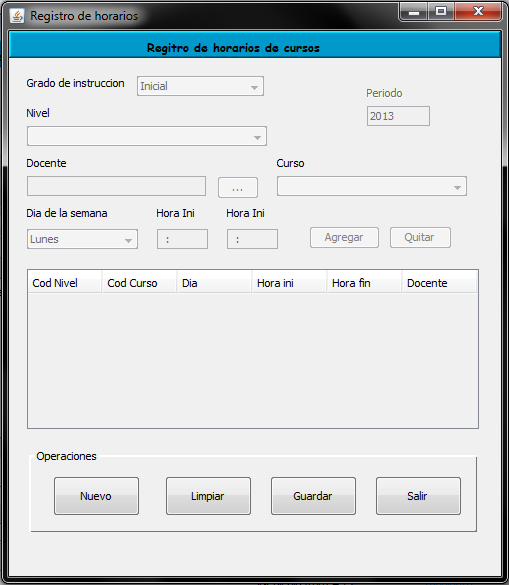 Registro de horarios
Regitro de horarios de cursos
Grado de instruccion Inicial
Periodo
Nivel 2013
Docente Curso
...
Dia de la semana Hora Ini Hora Ini
Lunes : : Agregar Quitar
Cod Nivel Cod Curso Dia Hora ini Hora fin Docente
Operaciones
Nuevo Limpiar Guardar Salir